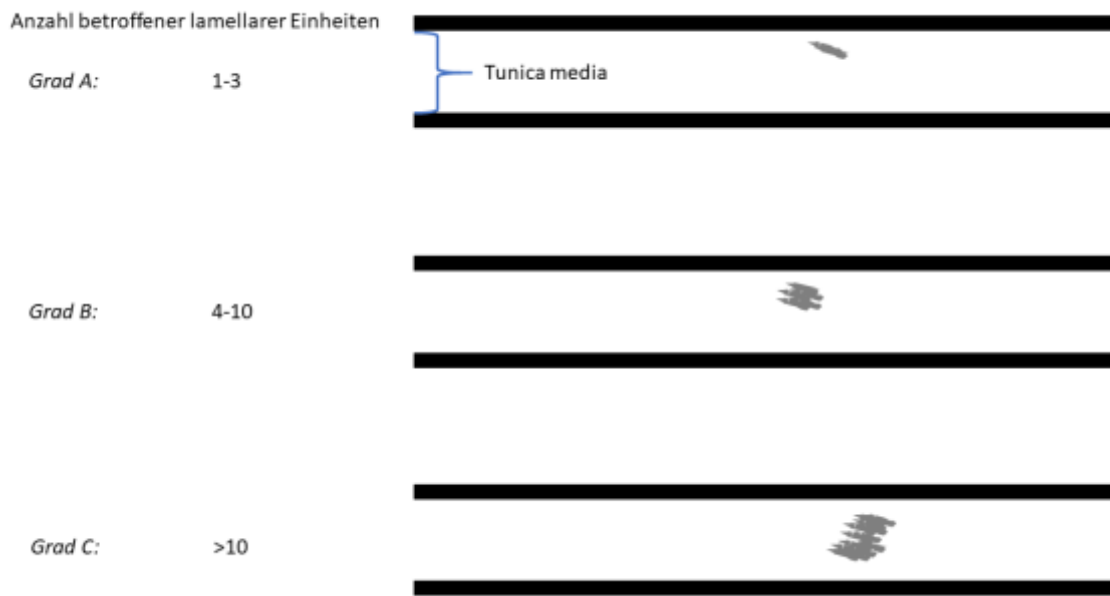 Anzahl betroffener lamellarer Einheiten
Grad A: 1-3
Tunica media
Grad B: 4-10
Grad C: >10